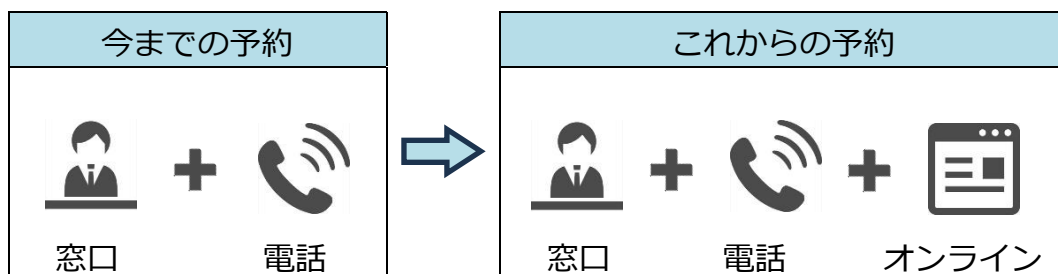 今までの予約
窓口 電話
これからの予約
窓口 電話 オンライン